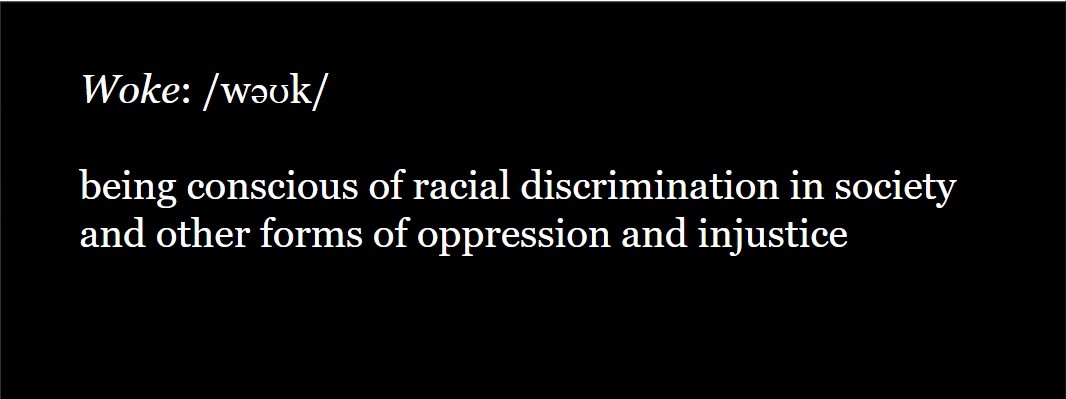 Woke: /wəʊk/
being conscious of racial discrimination in society
and other forms of oppression and injustice